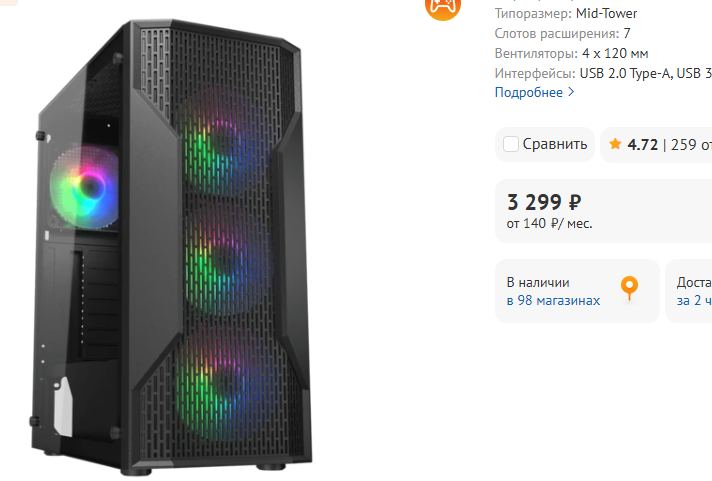 Типоразмер: Mid-Tower
Слотов расширения: 7
Вентиляторы: 4 x 120 мм
Интерфейсы: USB 2.0 Type-A, USB 3
Подробнее
Сравнить
4.72 | 259 от
3 299 ₽
от 140 ₽/ мес.
В наличии
в 98 магазинах
Доста
за 2 ч